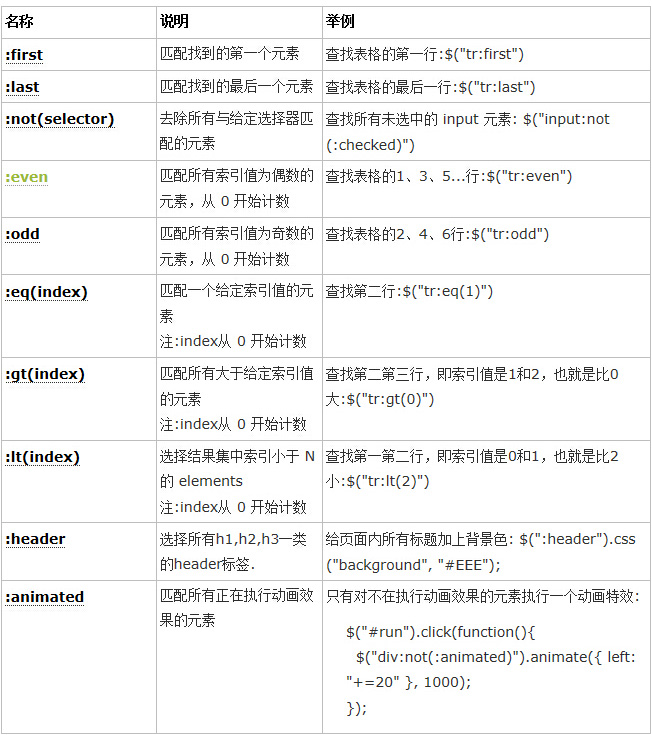 名称 说明 举例
:first 匹配找到的第一个元素 查找表格的第一行:$("tr:first")
:last 匹配找到的最后一个元素 查找表格的最后一行:$("tr:last")
:not(selector) 去除所有与给定选择器匹 查找所有未选中的 input 元素: $("input:not
配的元素 (:checked)")
:even 匹配所有索引值为偶数的 查找表格的1、3、5...行:$("tr:even")
元素，从 0 开始计数
:odd 匹配所有索引值为奇数的 查找表格的2、4、6行:$("tr:odd")
元素，从 0 开始计数
:eq(index) 匹配一个给定索引值的元 查找第二行:$("tr:eq(1)")
素
注:index从 0 开始计数
:gt(index) 匹配所有大于给定索引值 查找第二第三行，即索引值是1和2，也就是比0
的元素 大:$("tr:gt(0)")
注:index从 0 开始计数
:lt(index) 选择结果集中索引小于 N 查找第一第二行，即索引值是0和1，也就是比2
的 elements 小:$("tr:lt(2)")
注:index从 0 开始计数
:header 选择所有h1,h2,h3一类 给页面内所有标题加上背景色: $(":header").css
的header标签. ("background", "#EEE");
:animated 匹配所有正在执行动画效 只有对不在执行动画效果的元素执行一个动画特效:
果的元素
$("#run").click(function(){
$("div:not(:animated)").animate({ left:
"+=20" }, 1000);
});